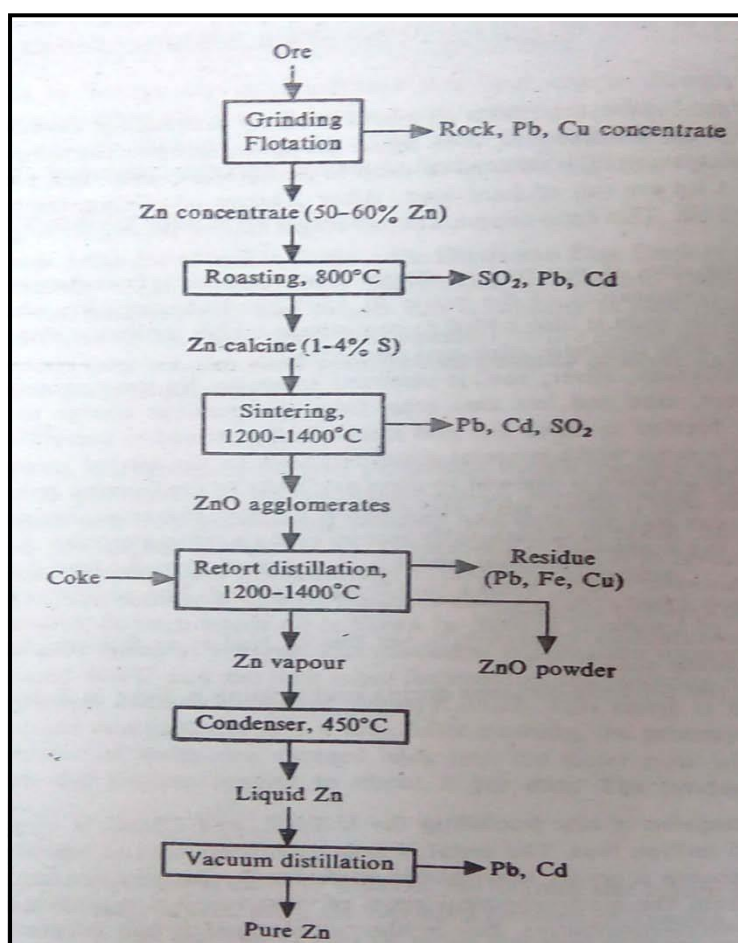 Ore
Grinding
Flotation
Rock, Pb, Cu concentrate
Zn concentrate (50–60% Zn)
Roasting, 800°C
SO₂, Pb, Cd
Zn calcine (1–4% S)
Sintering,
1200–1400°C
Pb, Cd, SO₂
ZnO agglomerates
Coke
Retort distillation,
1200–1400°C
Residue
(Pb, Fe, Cu)
Zn vapour
ZnO powder
Condenser, 450°C
Liquid Zn
Vacuum distillation
Pb, Cd
Pure Zn